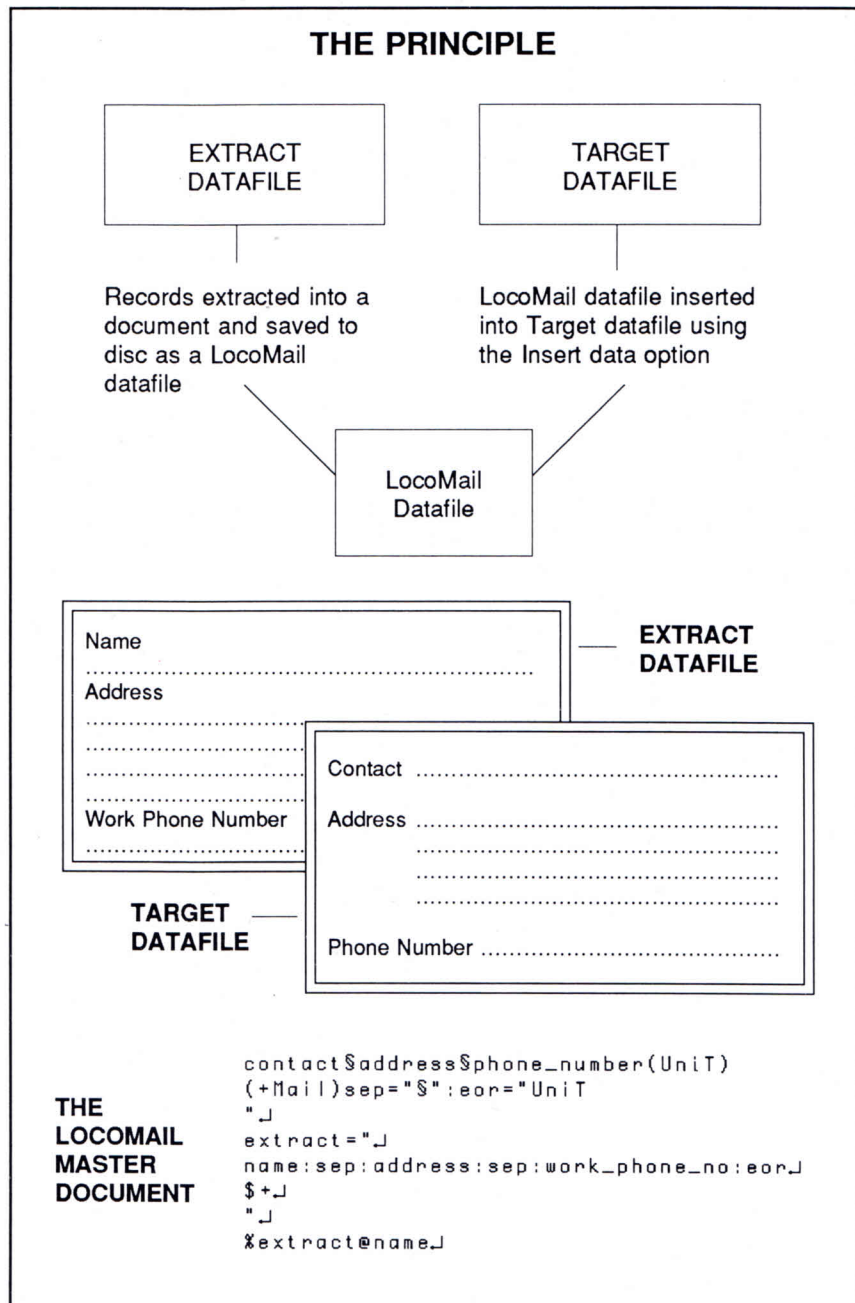 THE PRINCIPLE
EXTRACT
DATAFILE
TARGET
DATAFILE
Records extracted into a
document and saved to
disc as a LocoMail
datafile
LocoMail datafile inserted
into Target datafile using
the Insert data option
LocoMail
Datafile
Name
Address
Work Phone Number
EXTRACT
DATAFILE
Contact
Address
Phone Number
TARGET
DATAFILE
THE
LOCOMAIL
MASTER
DOCUMENT
contact§address§phone_number(UniT)
(+Mail)sep="§":eor="UniT
"↲
extract="↲
name:sep:address:sep:work_phone_no:eor↲
$+↲
"↲
%extract@name↲